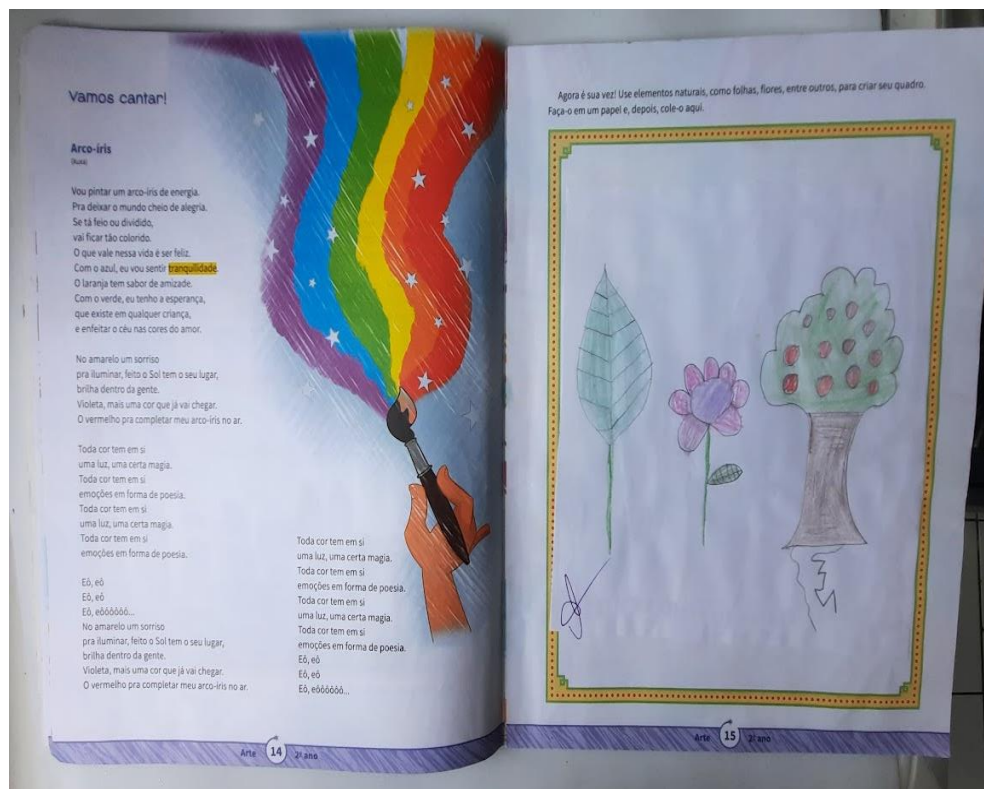 Vamos cantar!
Arco-íris
(Xuxa)
Vou pintar um arco-íris de energia.
Pra deixar o mundo cheio de alegria.
Se tá feio ou dividido,
vai ficar tão colorido.
O que vale nessa vida é ser feliz.
Com o azul, eu vou sentir tranquilidade.
O laranja tem sabor de amizade.
Com o verde, eu tenho a esperança,
que existe em qualquer criança,
e enfeitar o céu nas cores do amor.
No amarelo um sorriso
pra iluminar, feito o Sol tem o seu lugar,
brilha dentro da gente.
Violeta, mais uma cor que já vai chegar.
O vermelho pra completar meu arco-íris no ar.
Toda cor tem em si
uma luz, uma certa magia.
Toda cor tem em si
emoções em forma de poesia.
Toda cor tem em si
uma luz, uma certa magia.
Toda cor tem em si
emoções em forma de poesia.
Eô, eô
Eô, eô
Eô, eôôôôôô...
No amarelo um sorriso
pra iluminar, feito o Sol tem o seu lugar,
brilha dentro da gente.
Violeta, mais uma cor que já vai chegar.
O vermelho pra completar meu arco-íris no ar.
Toda cor tem em si
uma luz, uma certa magia.
Toda cor tem em si
emoções em forma de poesia.
Toda cor tem em si
uma luz, uma certa magia.
Toda cor tem em si
emoções em forma de poesia.
Eô, eô
Eô, eô
Eô, eôôôôôô...
Arte 14 2º ano
Agora é sua vez! Use elementos naturais, como folhas, flores, entre outros, para criar seu quadro.
Faça-o em um papel e, depois, cole-o aqui.
Arte 15 2º ano